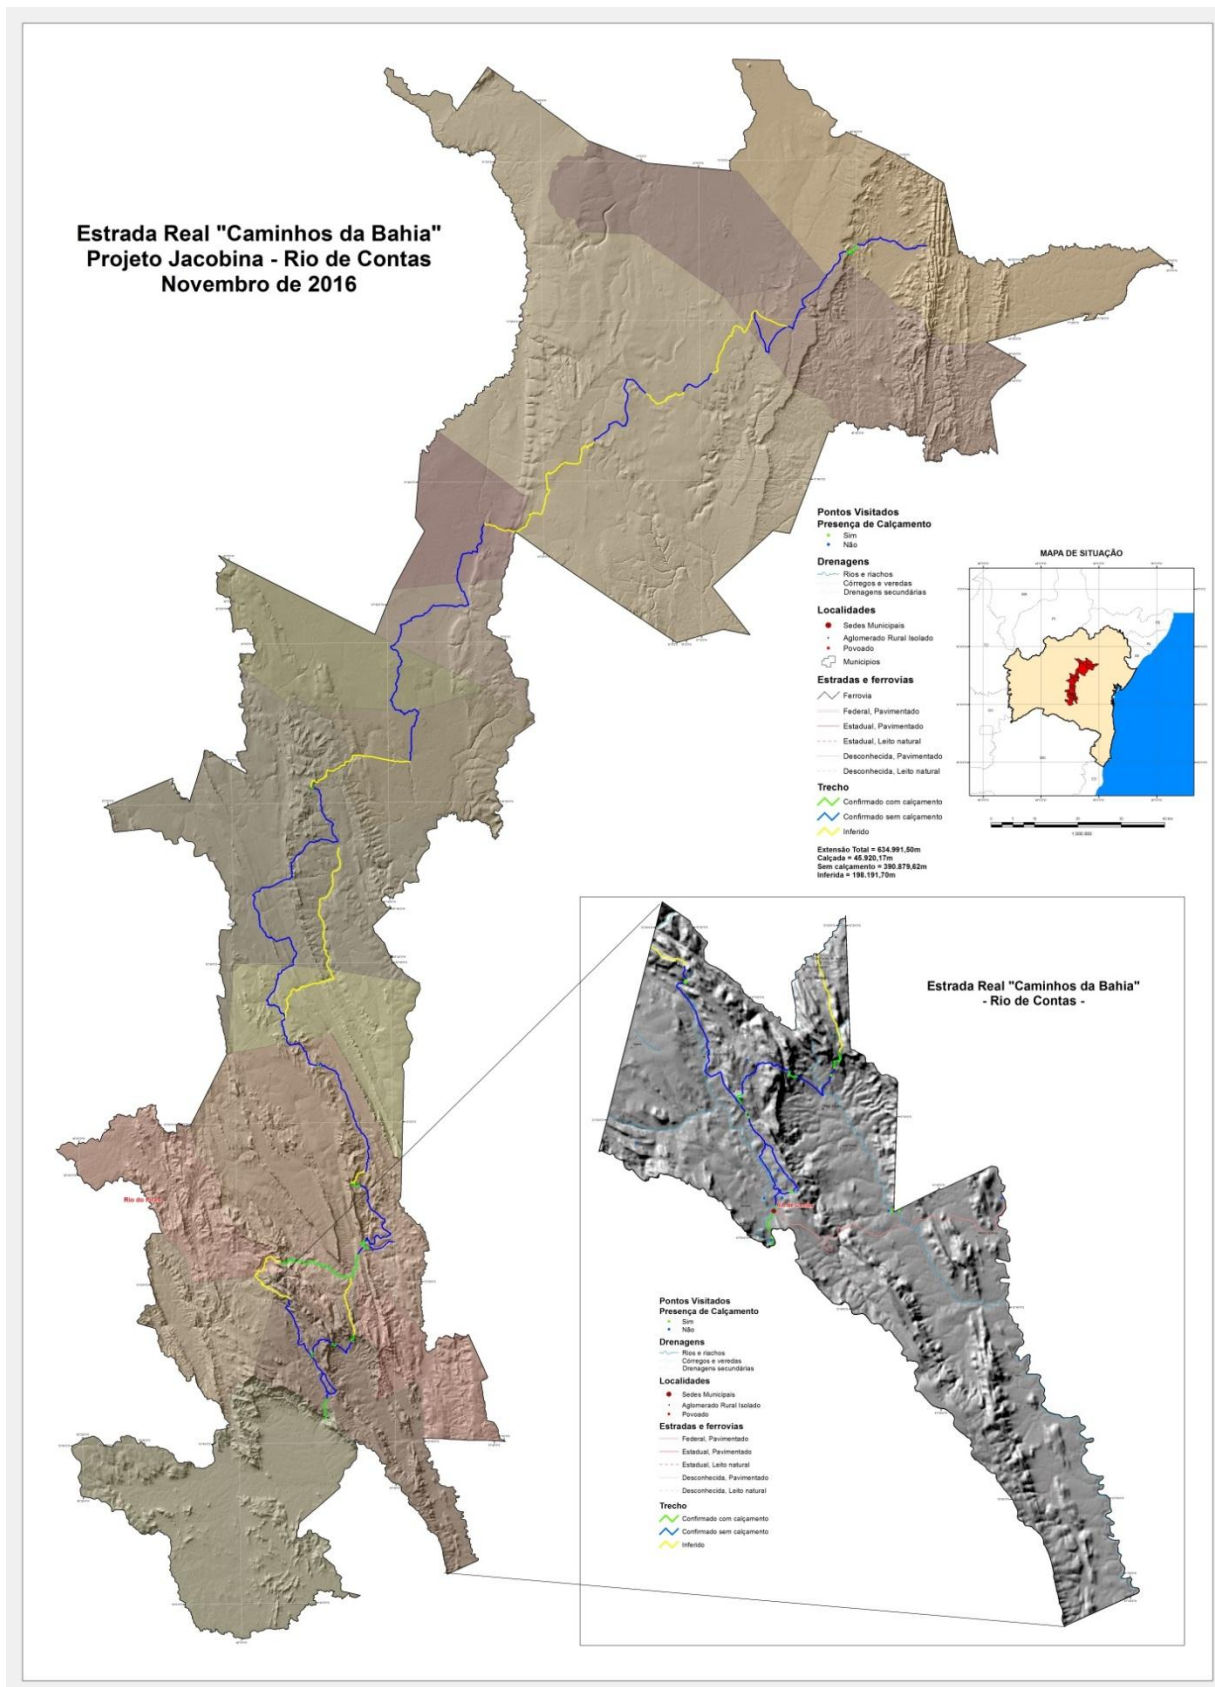 Estrada Real "Caminhos da Bahia"
Projeto Jacobina - Rio de Contas
Novembro de 2016
Pontos Visitados
Presença de Calçamento
Sim
Não
Drenagens
Rios e riachos
Córregos e veredas
Drenagens secundárias
Localidades
Sedes Municipais
Aglomerado Rural Isolado
Povoado
Municípios
Estradas e ferrovias
Ferrovia
Federal, Pavimentado
Estadual, Pavimentado
Estadual, Leito natural
Desconhecida, Pavimentado
Desconhecida, Leito natural
Trecho
Confirmado com calçamento
Confirmado sem calçamento
Inferido
Extensão Total = 634.991,50m
Calçada = 45.920,17m
Sem calçamento = 390.879,62m
Inferida = 198.191,70m
MAPA DE SITUAÇÃO
Rio do
Estrada Real "Caminhos da Bahia"
- Rio de Contas -
Pontos Visitados
Presença de Calçamento
Sim
Não
Drenagens
Rios e riachos
Córregos e veredas
Drenagens secundárias
Localidades
Sedes Municipais
Aglomerado Rural Isolado
Povoado
Estradas e ferrovias
Federal, Pavimentado
Estadual, Pavimentado
Estadual, Leito natural
Desconhecida, Pavimentado
Desconhecida, Leito natural
Trecho
Confirmado com calçamento
Confirmado sem calçamento
Inferido